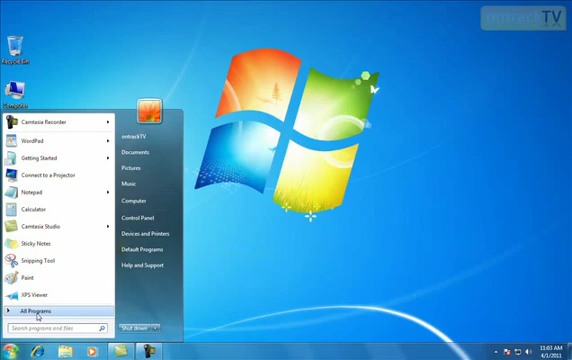 ontrackTV
Recycle Bin
Computer
Camtasia Recorder
WordPad
Getting Started
Connect to a Projector
Notepad
Calculator
Camtasia Studio
Sticky Notes
Snipping Tool
Paint
XPS Viewer
All Programs
Search programs and files
ontrackTV
Documents
Pictures
Music
Computer
Control Panel
Devices and Printers
Default Programs
Help and Support
Shut down
11:03 AM
4/1/2011